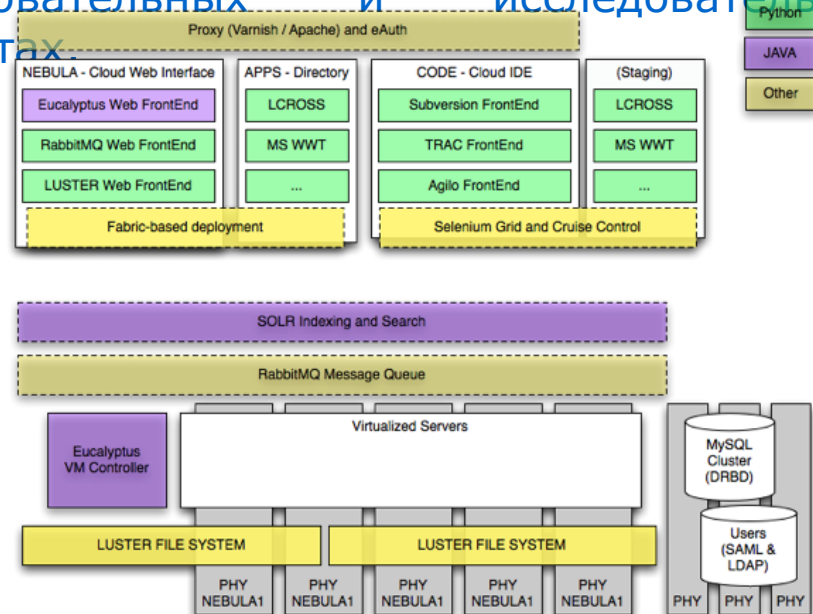 овательных и исследователь
тах.
Proxy (Varnish / Apache) and eAuth
Python
JAVA
Other
NEBULA - Cloud Web Interface
Eucalyptus Web FrontEnd
RabbitMQ Web FrontEnd
LUSTER Web FrontEnd
APPS - Directory
LCROSS
MS WWT
...
Fabric-based deployment
CODE - Cloud IDE
Subversion FrontEnd
TRAC FrontEnd
Agilo FrontEnd
(Staging)
LCROSS
MS WWT
...
Selenium Grid and Cruise Control
SOLR Indexing and Search
RabbitMQ Message Queue
Eucalyptus
VM Controller
Virtualized Servers
MySQL
Cluster
(DRBD)
Users
(SAML &
LDAP)
LUSTER FILE SYSTEM
LUSTER FILE SYSTEM
PHY
NEBULA1
PHY
NEBULA1
PHY
NEBULA1
PHY
NEBULA1
PHY
NEBULA1
PHY
PHY
PHY